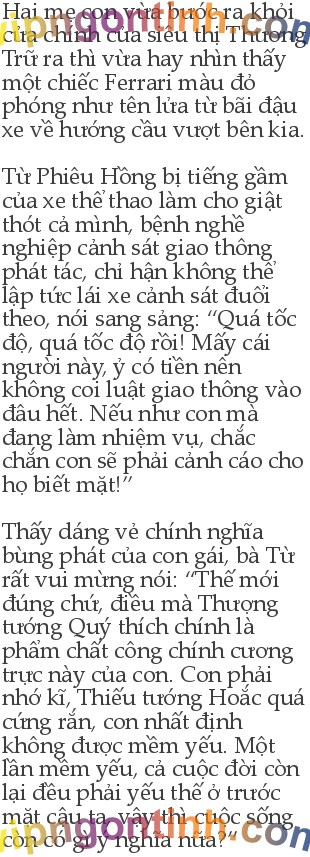 Hai mẹ con vừa bước ra khỏi
cửa chính của siêu thị Thương
Trữ ra thì vừa hay nhìn thấy
một chiếc Ferrari màu đỏ
phóng như tên lửa từ bãi đậu
xe về hướng cầu vượt bên kia.
Từ Phiêu Hồng bị tiếng gầm
của xe thể thao làm cho giật
thót cả mình, bệnh nghề
nghiệp cảnh sát giao thông
phát tác, chỉ hận không thể
lập tức lái xe cảnh sát đuổi
theo, nói sang sảng: “Quá tốc
độ, quá tốc độ rồi! Mấy cái
người này, ỷ có tiền nên
không coi luật giao thông vào
đâu hết. Nếu như con mà
đang làm nhiệm vụ, chắc
chắn con sẽ phải cảnh cáo cho
họ biết mặt!”
Thấy dáng vẻ chính nghĩa
bùng phát của con gái, bà Từ
rất vui mừng nói: “Thế mới
đúng chứ, điều mà Thượng
tướng Quý thích chính là
phẩm chất công chính cương
trực này của con. Con phải
nhớ kĩ, Thiếu tướng Hoắc quá
cứng rắn, con nhất định
không được mềm yếu. Một
lần mềm yếu, cả cuộc đời còn
lại đều phải yếu thế ở trước
mặt cậu ta, vậy thì cuộc sống
còn có gì ý nghĩa nữa?”
vipngontinh.com
vipngontinh.com